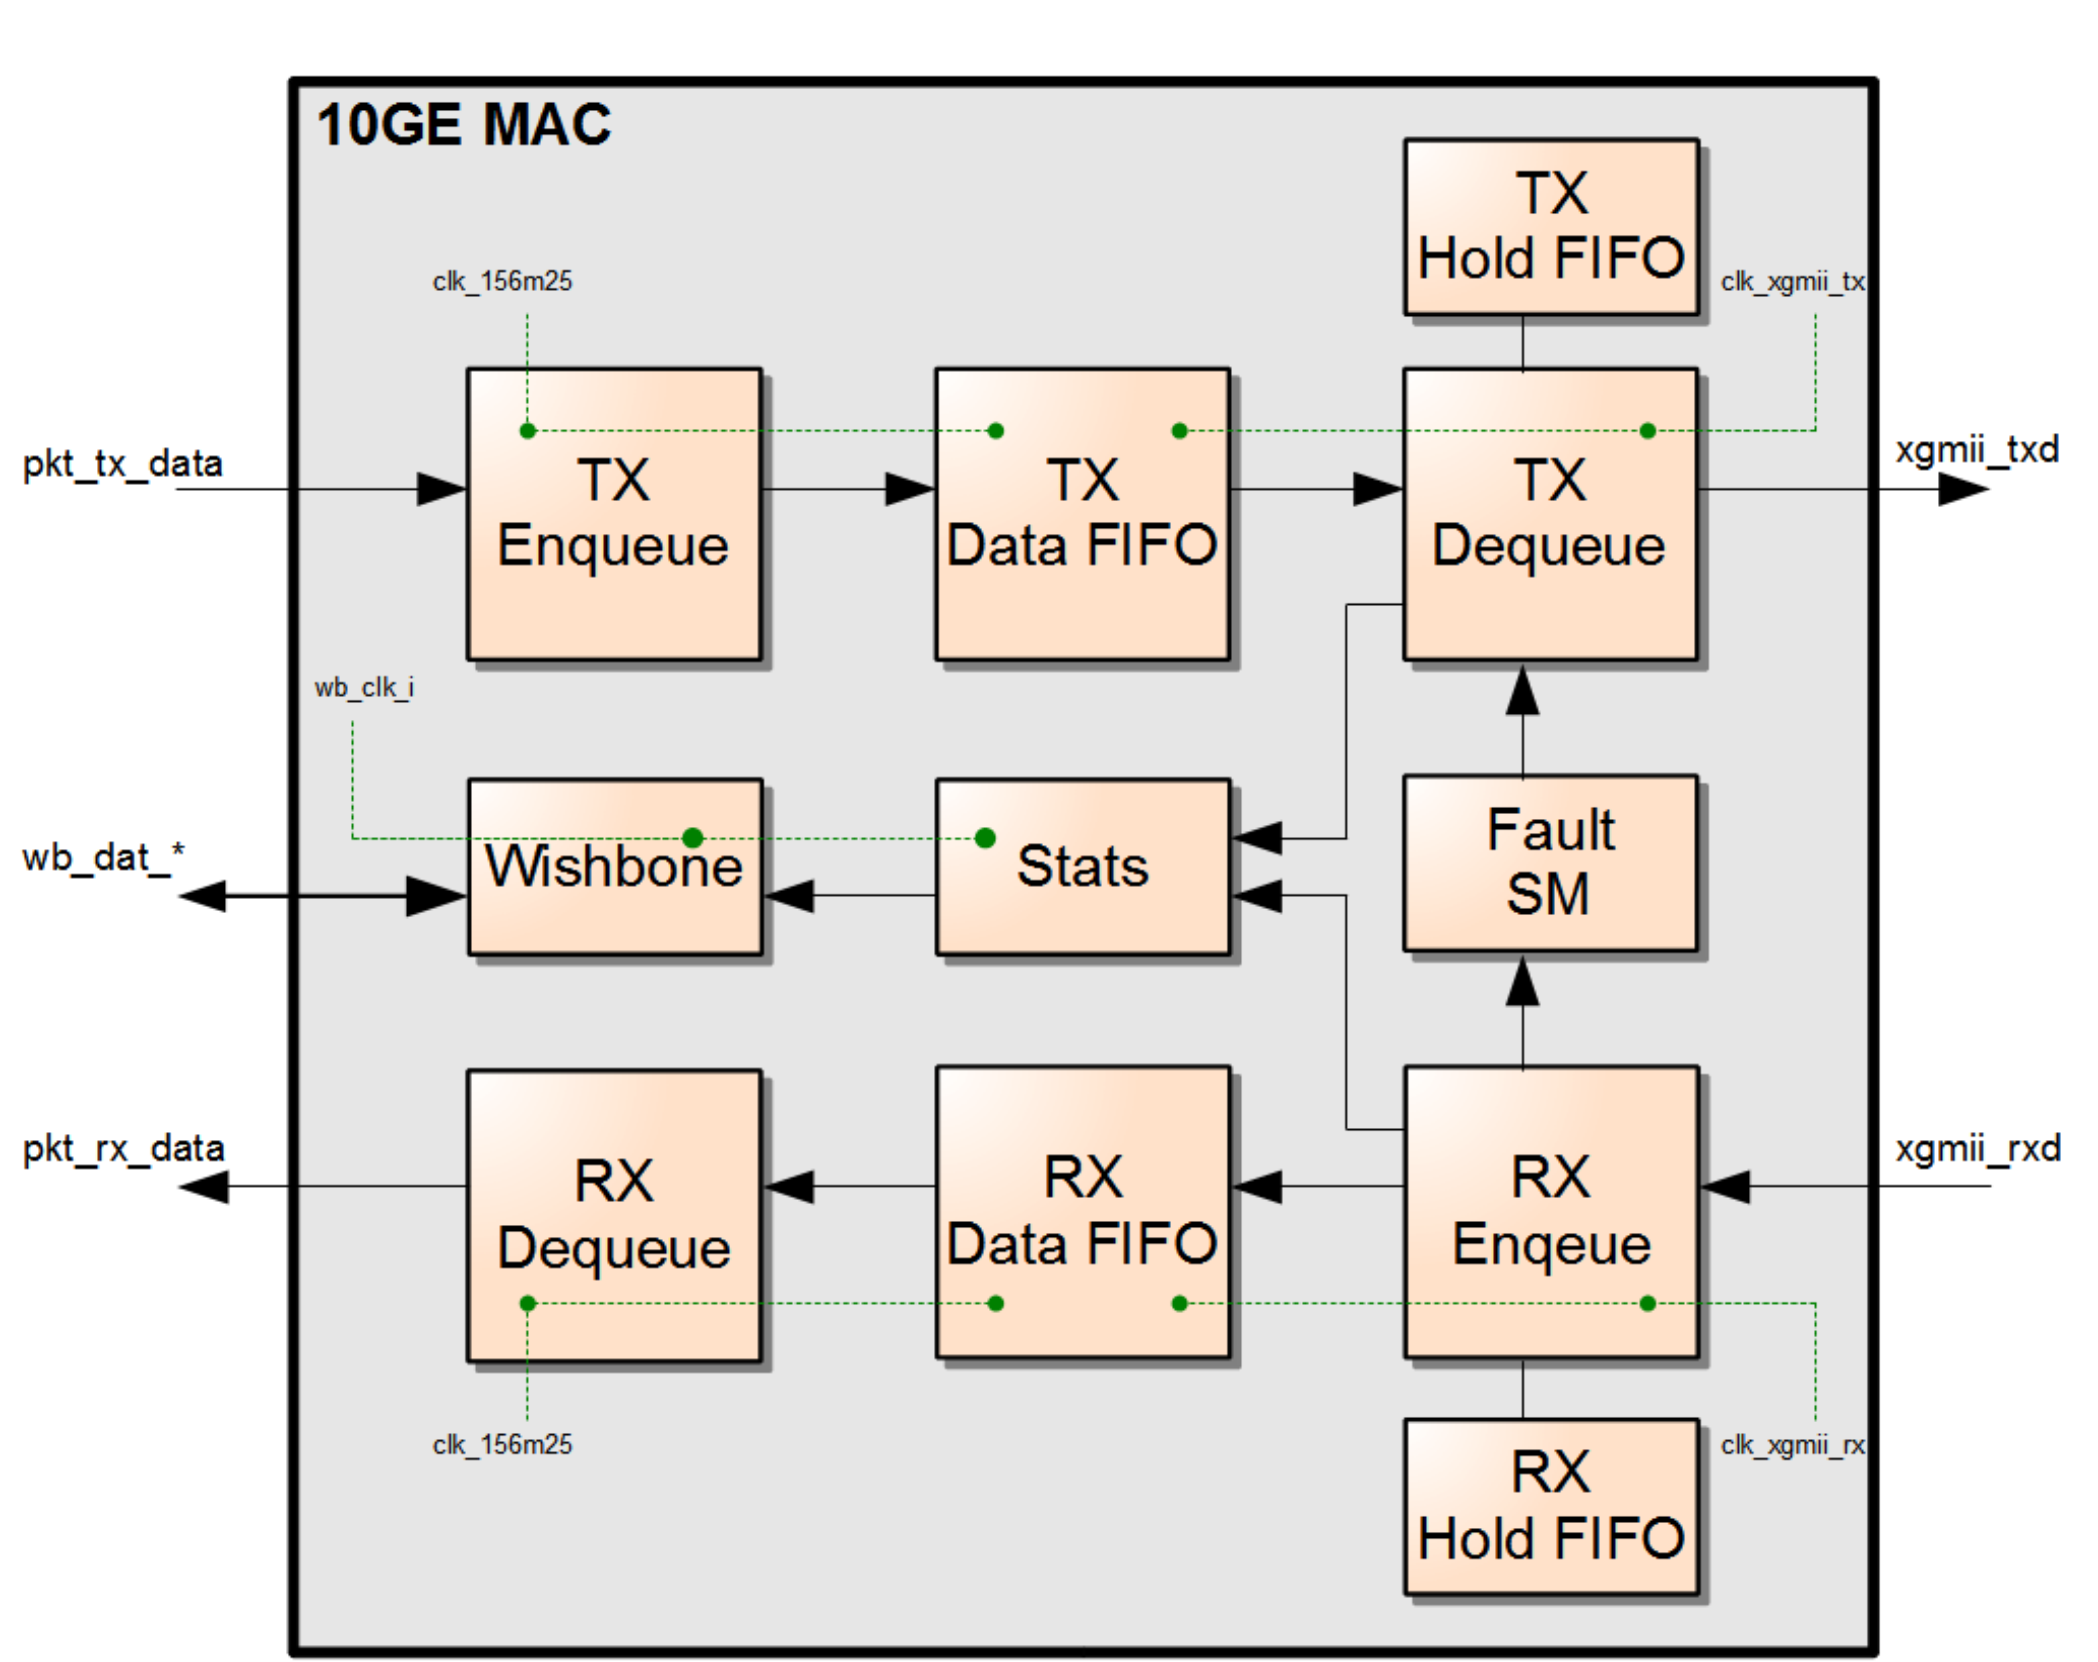 10GE MAC
TX
Hold FIFO
clk_156m25
clk_xgmii_tx
pkt_tx_data
TX
Enqueue
TX
Data FIFO
TX
Dequeue
xgmii_txd
wb_clk_i
wb_dat_*
Wishbone
Stats
Fault
SM
pkt_rx_data
RX
Dequeue
RX
Data FIFO
RX
Enqeue
xgmii_rxd
clk_156m25
clk_xgmii_rx
RX
Hold FIFO